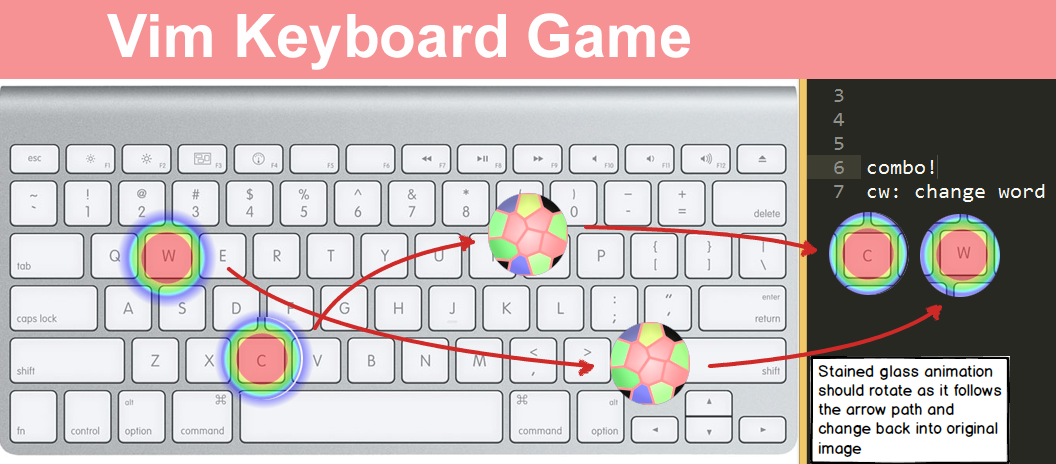 Vim Keyboard Game
3
4
5
6 combo!
7 cw: change word
C W
Stained glass animation
should rotate as it follows
the arrow path and
change back into original
image
esc F1 F2 F3 F4 F5 F6 F7 F8 F9 F10 F11 F12
~ ! @ # $ % ^ & * ) – +
` 1 2 3 4 5 6 7 8 0 - = delete
tab Q W E R T Y U P { [ } ] | \
caps lock A S D F G H J K L : ; " ' enter return
shift Z X C V B N M < , > shift
fn control alt option ⌘ command ⌘ command alt option